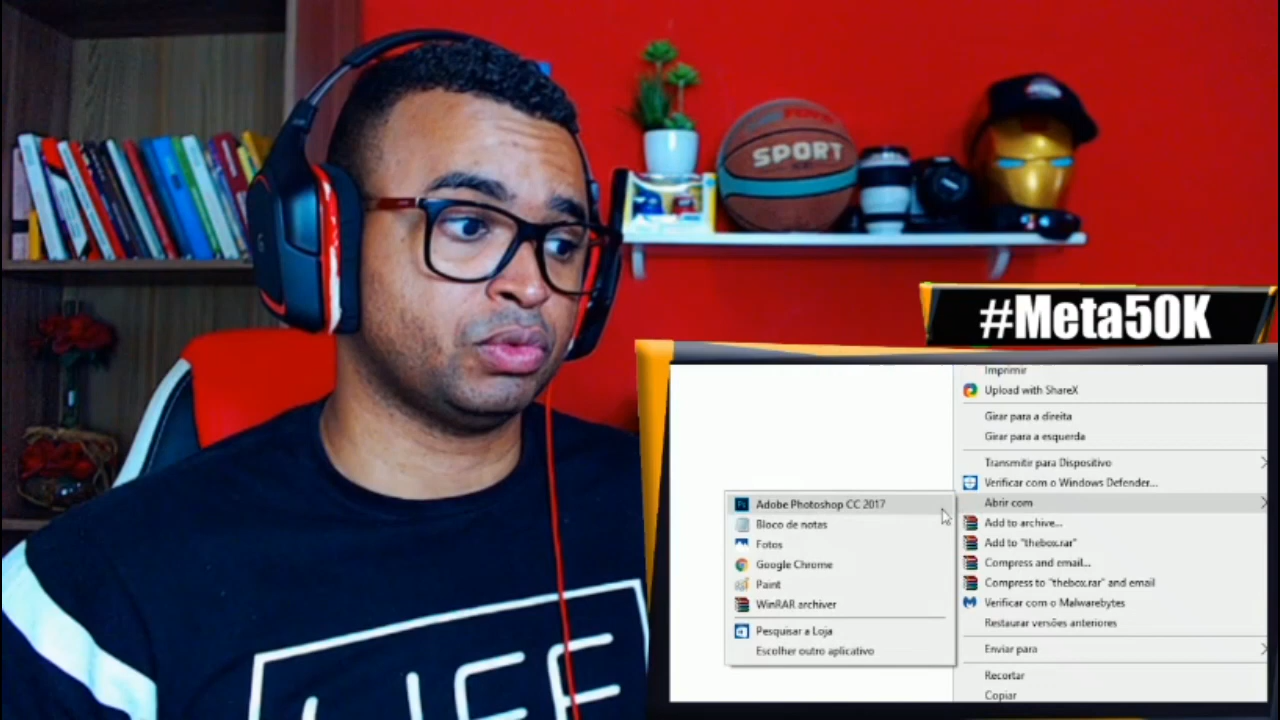 SPORT
#Meta50K
Imprimir
Upload with ShareX
Girar para a direita
Girar para a esquerda
Transmitir para Dispositivo
Verificar com o Windows Defender...
Abrir com
Add to archive...
Add to "thebox.rar"
Compress and email...
Compress to "thebox.rar" and email
Verificar com o Malwarebytes
Restaurar versões anteriores
Enviar para
Recortar
Copiar
Adobe Photoshop CC 2017
Bloco de notas
Fotos
Google Chrome
Paint
WinRAR archiver
Pesquisar a Loja
Escolher outro aplicativo
LIFE